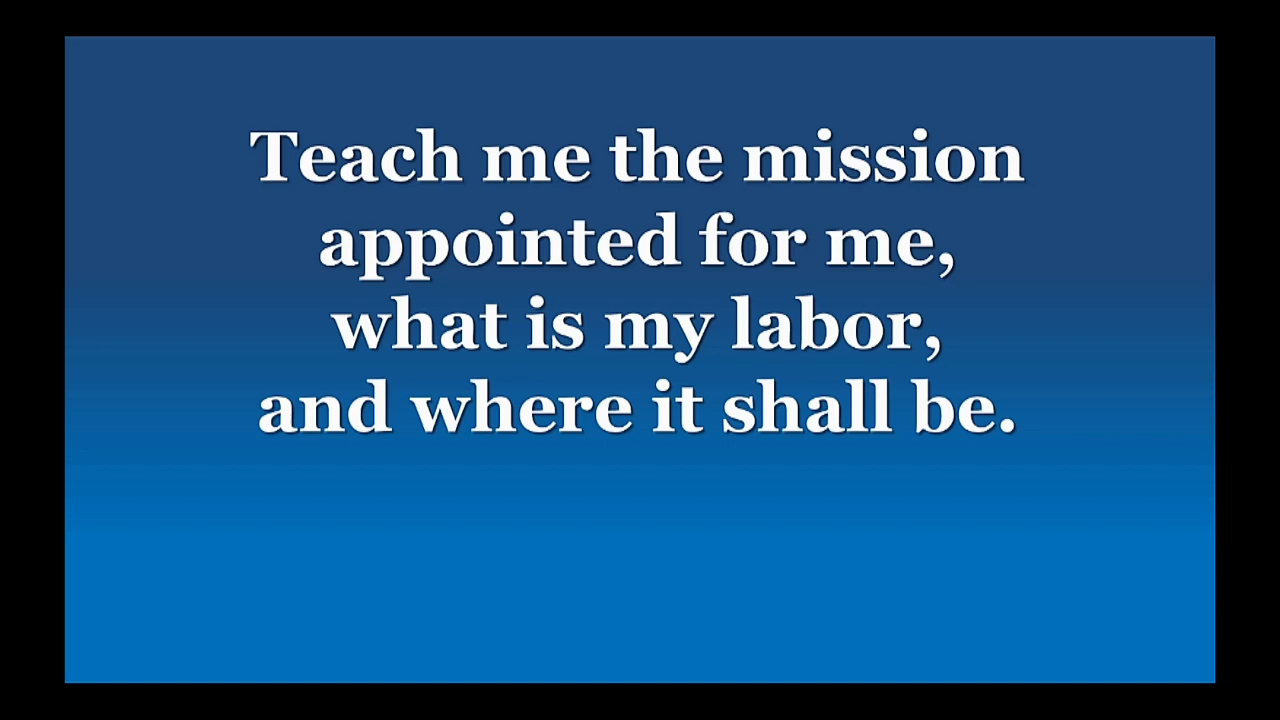 Teach me the mission
appointed for me,
what is my labor,
and where it shall be.